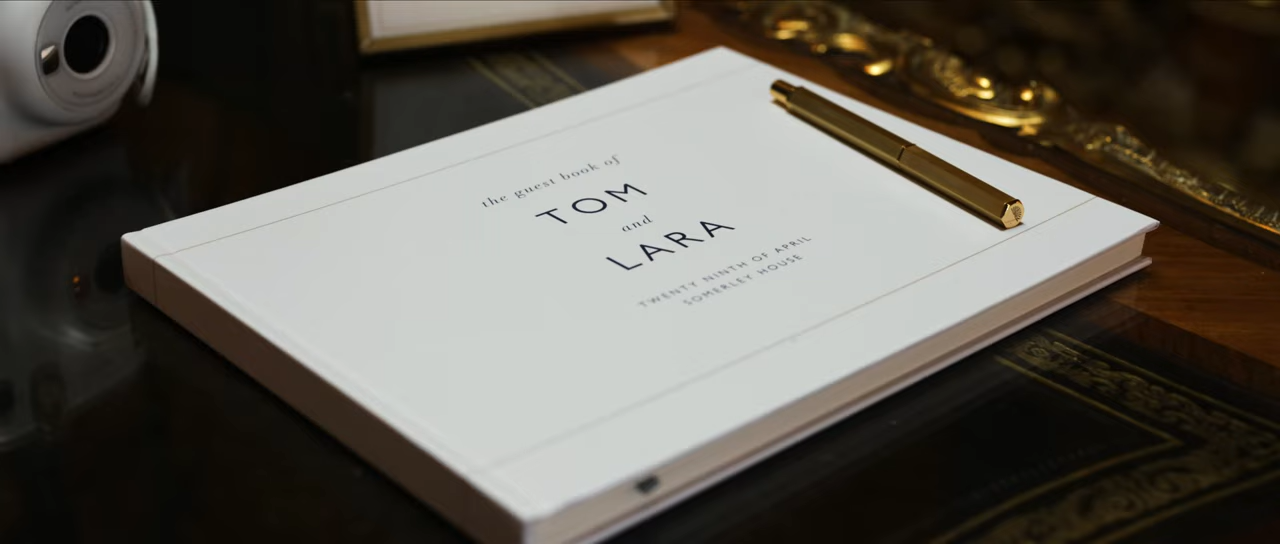 the guest book of
TOM
and
LARA
TWENTY NINTH OF APRIL
SOMERLEY HOUSE